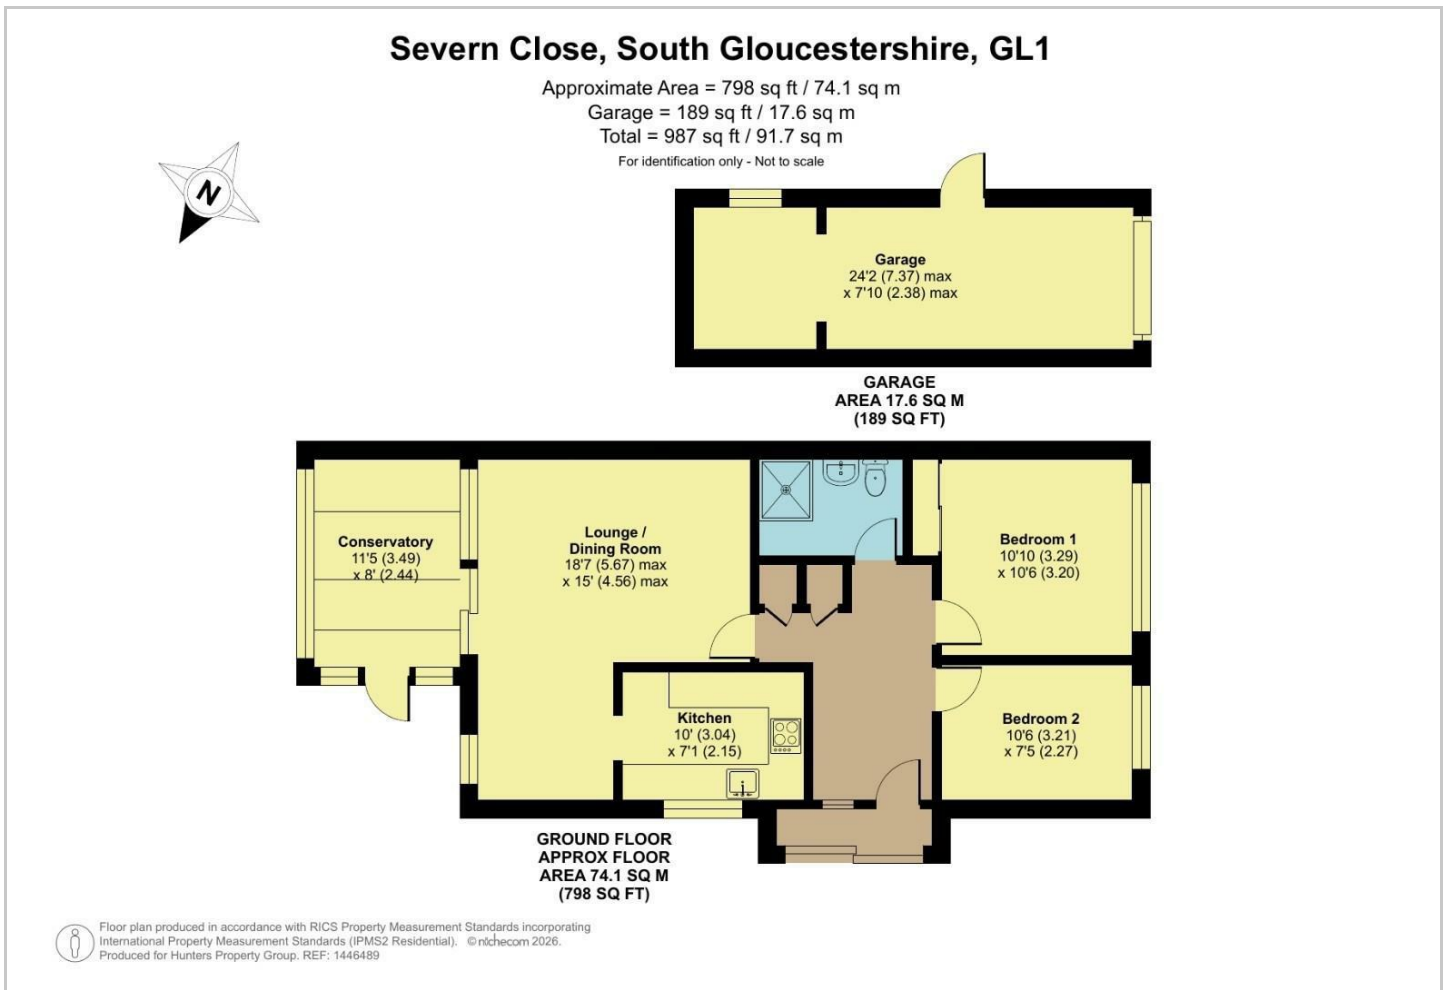 Severn Close, South Gloucestershire, GL1
Approximate Area = 798 sq ft / 74.1 sq m
Garage = 189 sq ft / 17.6 sq m
Total = 987 sq ft / 91.7 sq m
For identification only - Not to scale
N
Garage
24'2 (7.37) max
x 7'10 (2.38) max
GARAGE
AREA 17.6 SQ M
(189 SQ FT)
Conservatory
11'5 (3.49)
x 8' (2.44)
Lounge /
Dining Room
18'7 (5.67) max
x 15' (4.56) max
Bedroom 1
10'10 (3.29)
x 10'6 (3.20)
Kitchen
10' (3.04)
x 7'1 (2.15)
Bedroom 2
10'6 (3.21)
x 7'5 (2.27)
GROUND FLOOR
APPROX FLOOR
AREA 74.1 SQ M
(798 SQ FT)
Floor plan produced in accordance with RICS Property Measurement Standards incorporating
International Property Measurement Standards (IPMS2 Residential). © nichecom 2026.
Produced for Hunters Property Group. REF: 1446489